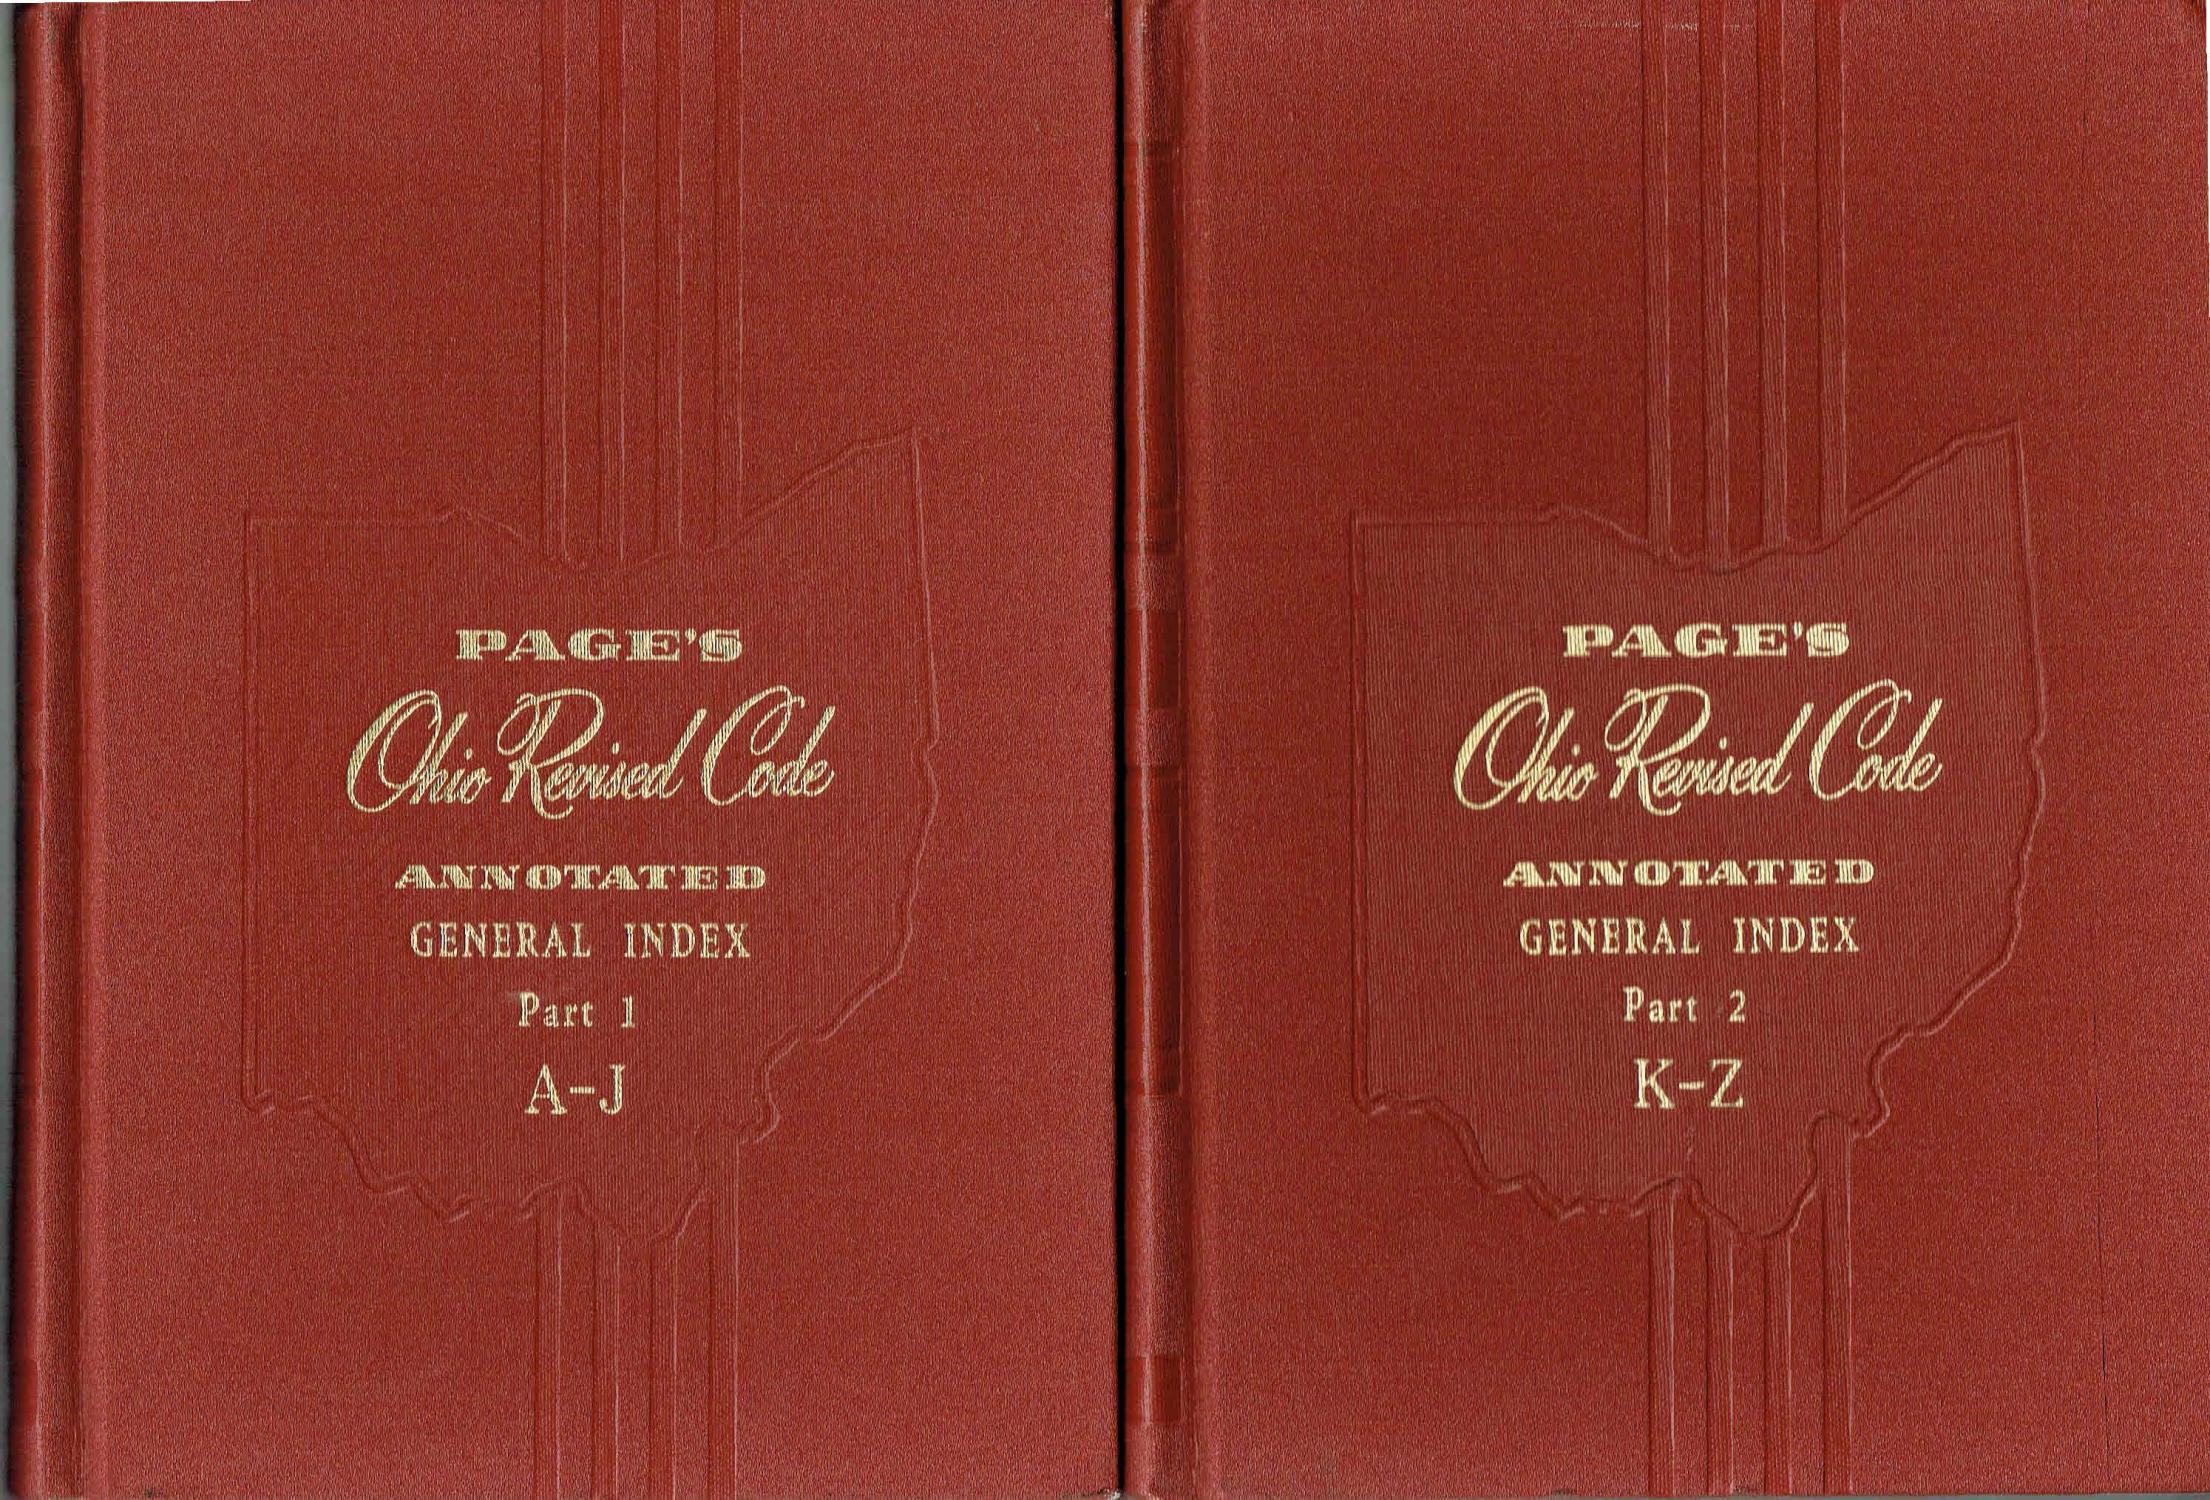 PAGE'S
Ohio Revised Code
ANNOTATED
GENERAL INDEX
Part 1
A-J
PAGE'S
Ohio Revised Code
ANNOTATED
GENERAL INDEX
Part 2
K-Z